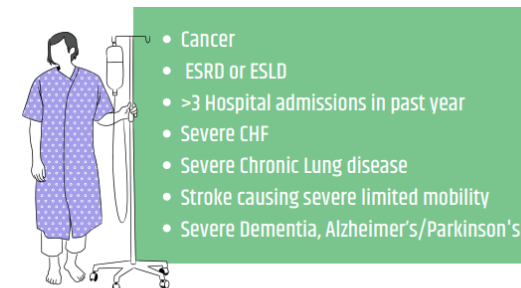 • Cancer
• ESRD or ESLD
• >3 Hospital admissions in past year
• Severe CHF
• Severe Chronic Lung disease
• Stroke causing severe limited mobility
• Severe Dementia, Alzheimer's/Parkinson's